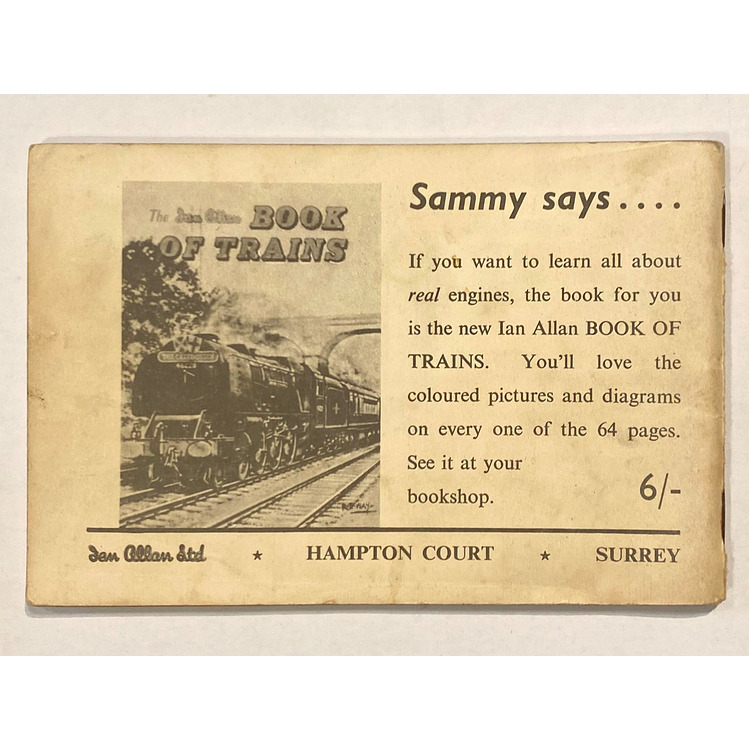 The Ian Allan BOOK
OF TRAINS
Sammy says....
If you want to learn all about
real engines, the book for you
is the new Ian Allan BOOK OF
TRAINS. You'll love the
coloured pictures and diagrams
on every one of the 64 pages.
See it at your
bookshop. 6/-
Ian Allan Ltd ★ HAMPTON COURT ★ SURREY